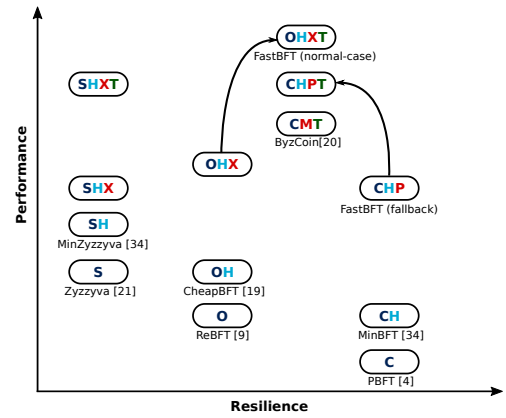 OHXT
FastBFT (normal-case)
SHXT
CHPT
CMT
ByzCoin[20]
OHX
SHX
CHP
FastBFT (fallback)
SH
MinZyzzyva [34]
S
Zyzzyva [21]
OH
CheapBFT [19]
O
ReBFT [9]
CH
MinBFT [34]
C
PBFT [4]
Performance
Resilience